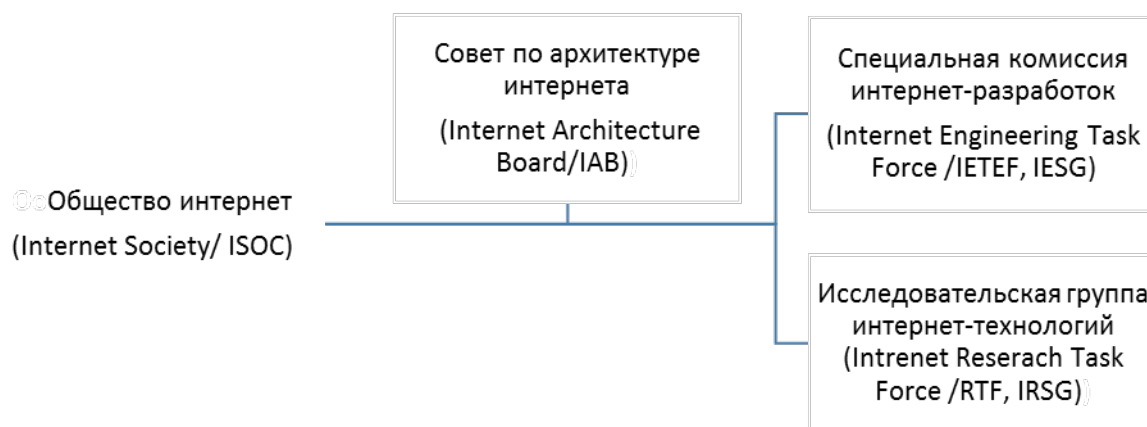 Общество интернет
(Internet Society/ ISOC)
Совет по архитектуре
интернета
(Internet Architecture
Board/IAB)
Специальная комиссия
интернет-разработок
(Internet Engineering Task
Force /IETEF, IESG)
Исследовательская группа
интернет-технологий
(Intrenet Reserach Task
Force /RTF, IRSG)